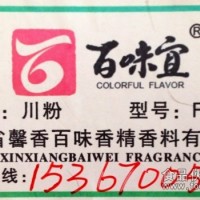 百味宜
COLORFUL FLAVOR
：川粉 型号：F
省馨香百味香精香料有
XINXIANGBAIWEI FRAGRANC
线：1536700